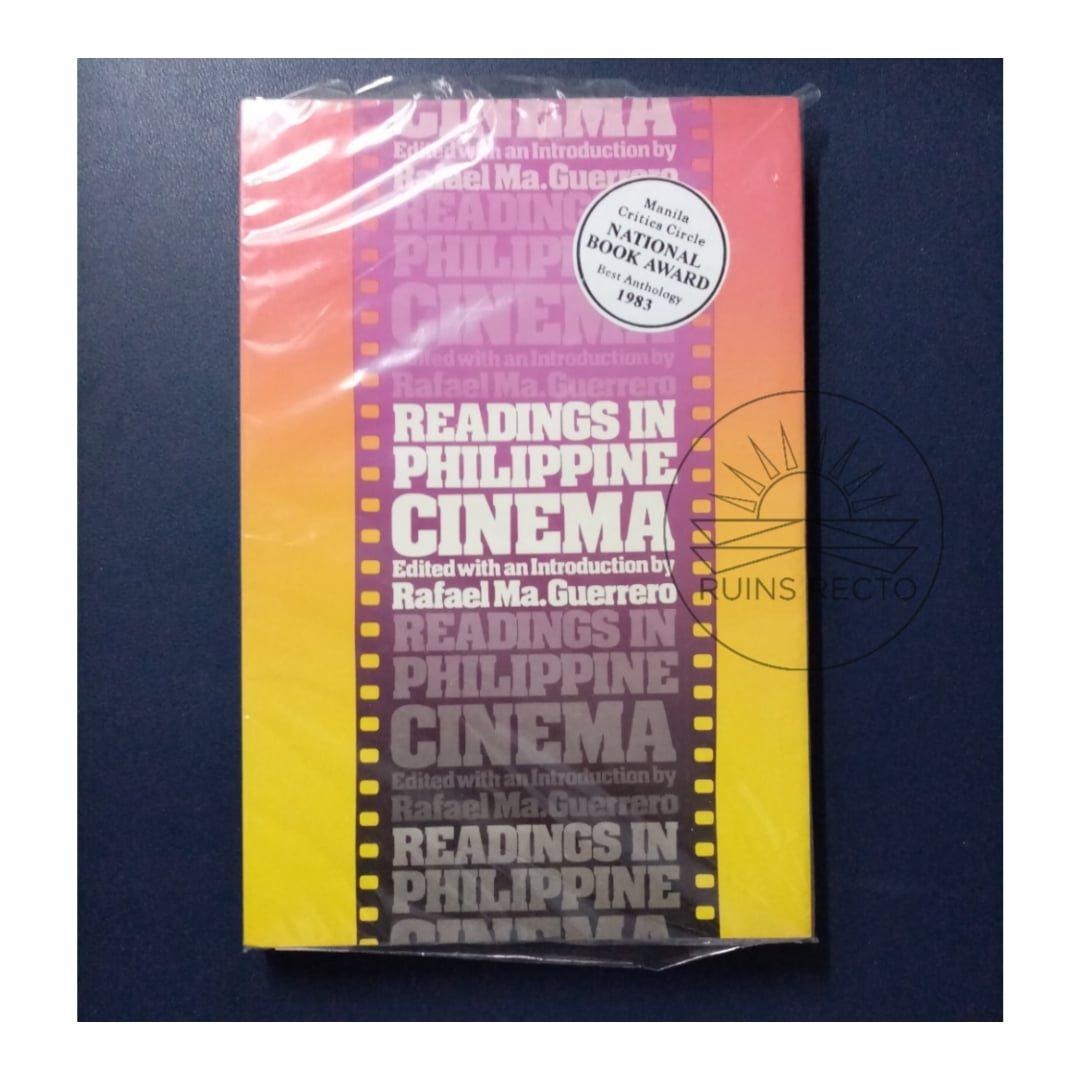 CINEMA
Edited with an Introduction by
Rafael Ma. Guerrero
READINGS
PHILIPP
CINEMA
Edited with an Introduction by
Rafael Ma. Guerrero
Manila
Critics Circle
NATIONAL
BOOK AWARD
Best Anthology
1983
READINGS IN
PHILIPPINE
CINEMA
Edited with an Introduction by
Rafael Ma. Guerrero
RUINS RECTO
READINGS IN
PHILIPPINE
CINEMA
Edited with an Introduction by
Rafael Ma. Guerrero
READINGS IN
PHILIPPINE
CINEMA